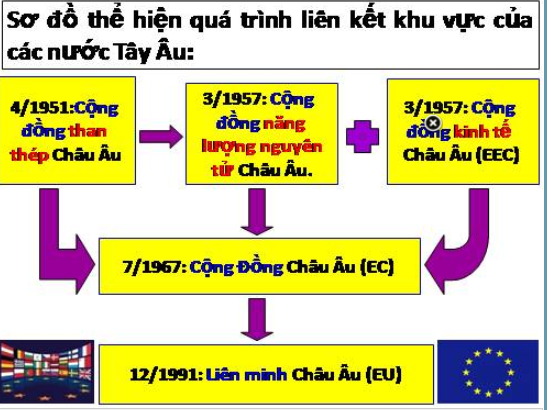 Sơ đồ thể hiện quá trình liên kết khu vực của
các nước Tây Âu:
4/1951:Cộng
đồng than
thép Châu Âu
3/1957: Cộng
đồng năng
lượng nguyên
tử Châu Âu.
3/1957: Cộng
đồng kinh tế
Châu Âu (EEC)
7/1967: Cộng Đồng Châu Âu (EC)
12/1991: Liên minh Châu Âu (EU)